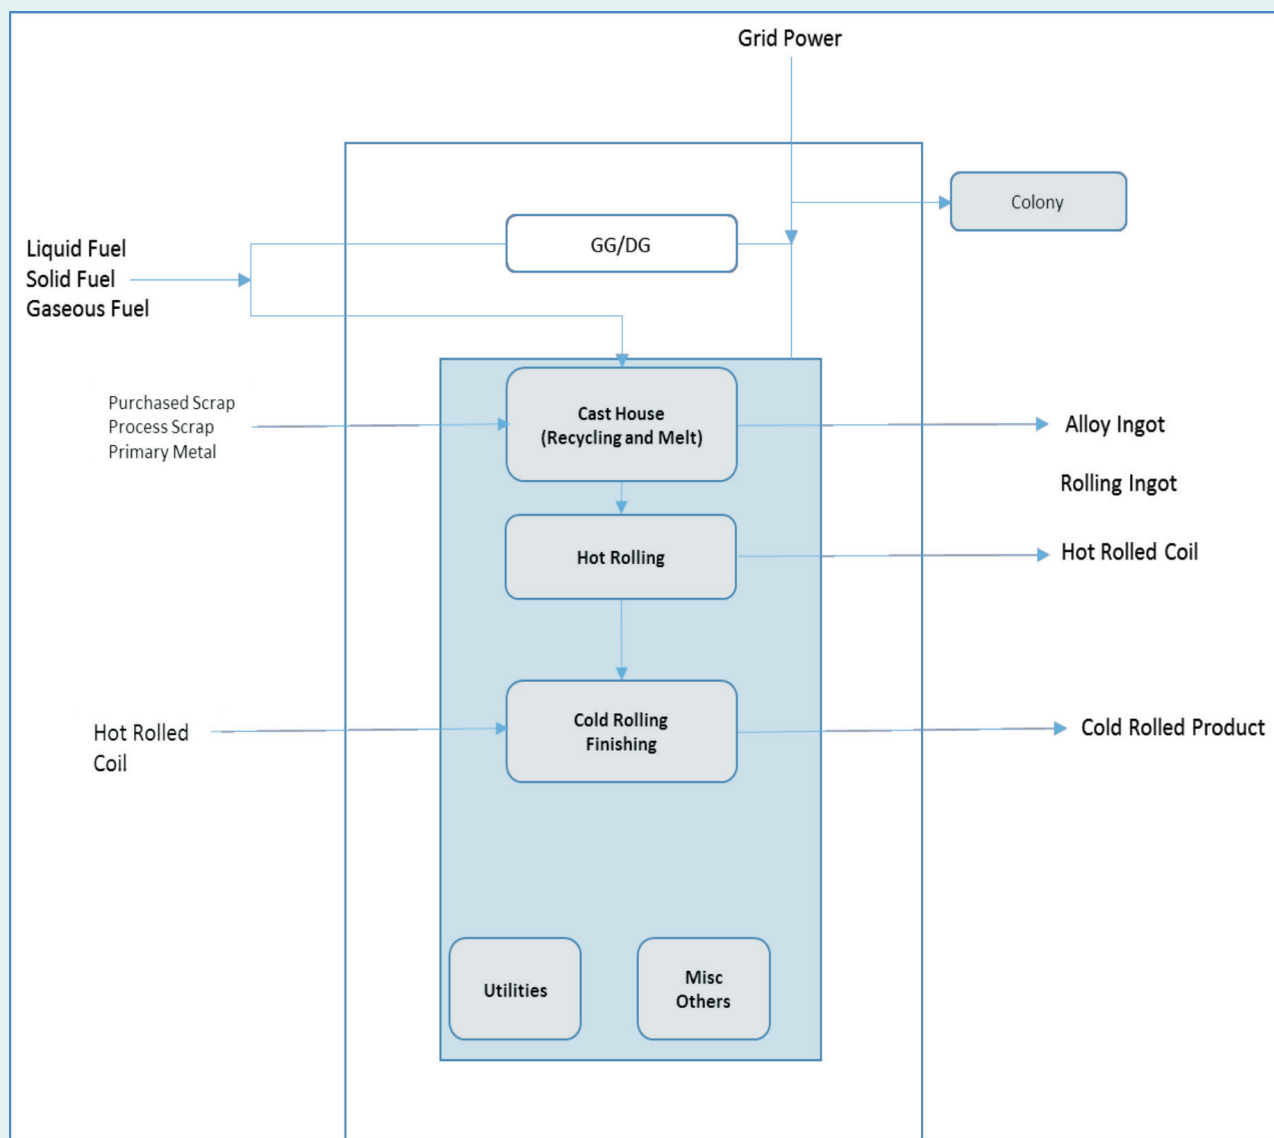 Grid Power
Colony
GG/DG
Liquid Fuel
Solid Fuel
Gaseous Fuel
Purchased Scrap
Process Scrap
Primary Metal
Cast House
(Recycling and Melt)
Alloy Ingot
Rolling Ingot
Hot Rolling
Hot Rolled Coil
Hot Rolled
Coil
Cold Rolling
Finishing
Cold Rolled Product
Utilities
Misc
Others